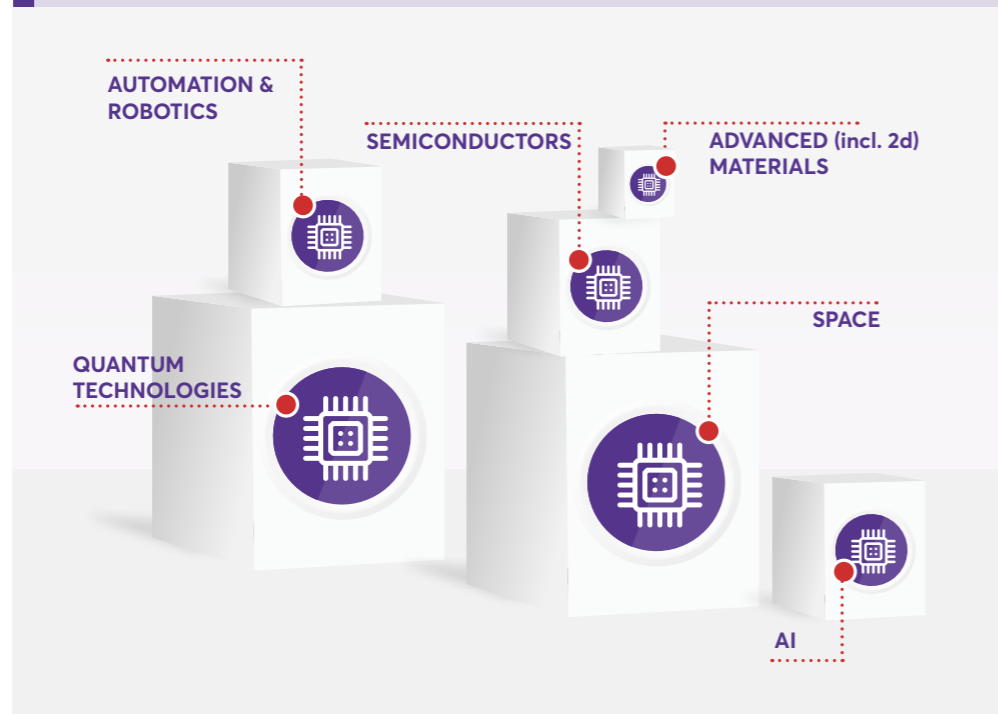 AUTOMATION &
ROBOTICS
SEMICONDUCTORS
ADVANCED (incl. 2d)
MATERIALS
SPACE
QUANTUM
TECHNOLOGIES
AI